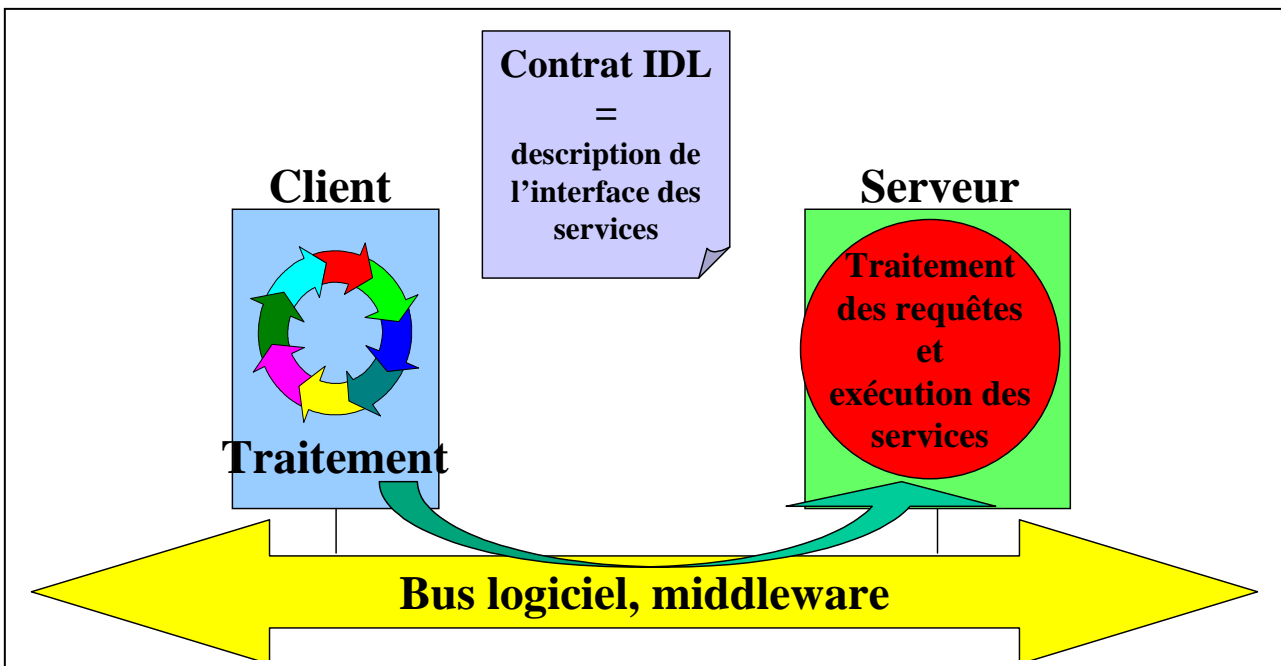 Contrat IDL
=
description de
l’interface des
services
Client
Serveur
Traitement
Traitement
des requêtes
et
exécution des
services
Bus logiciel, middleware